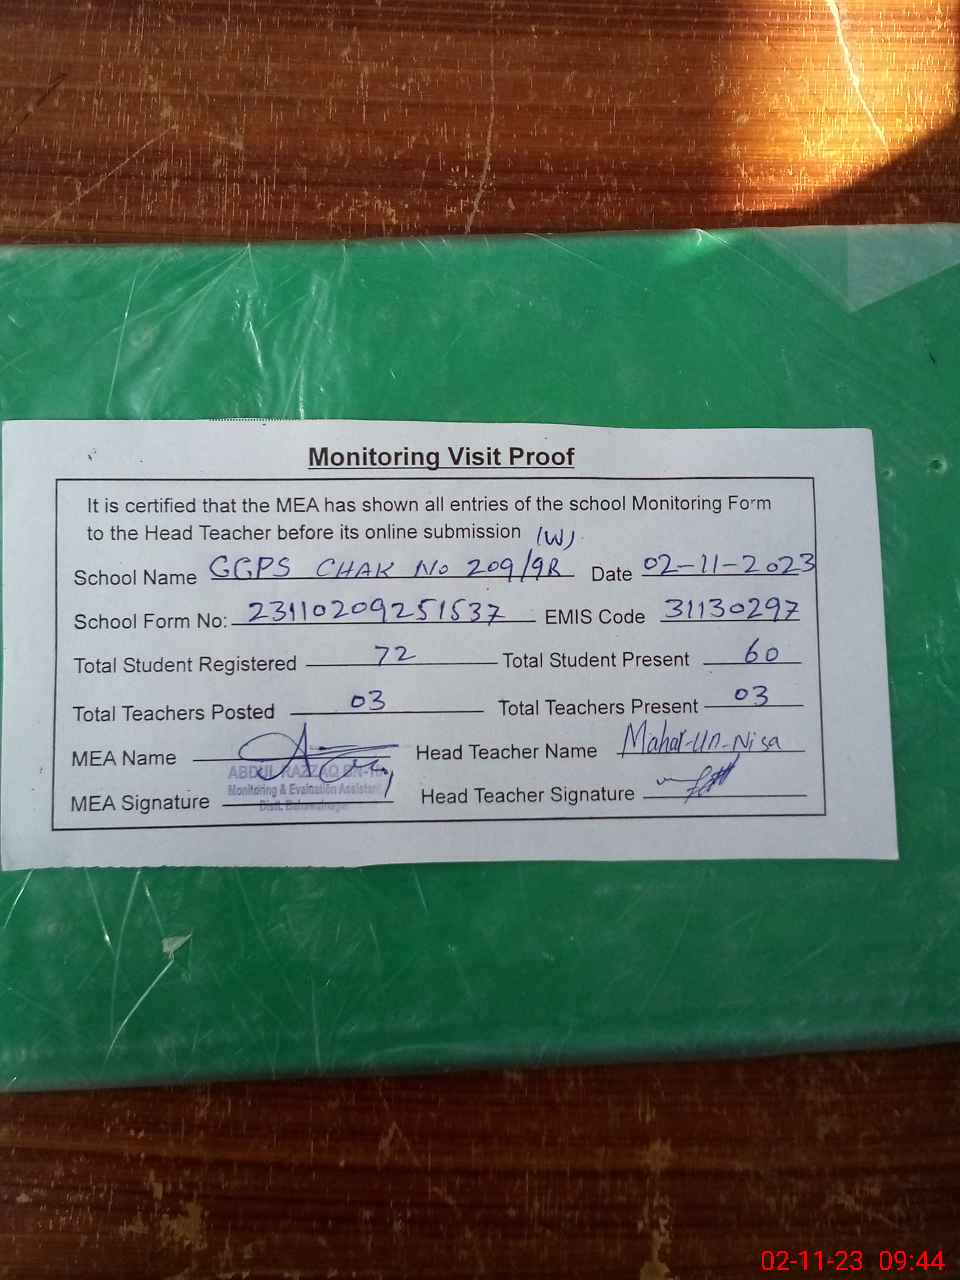 Monitoring Visit Proof
It is certified that the MEA has shown all entries of the school Monitoring Form
to the Head Teacher before its online submission (W)
School Name GGPS CHAK No 209/9R Date 02-11-2023
School Form No: 23110209251537 EMIS Code 31130297
Total Student Registered 72 Total Student Present 60
Total Teachers Posted 03 Total Teachers Present 03
MEA Name Head Teacher Name Mahar-un-Nisa
ABDUL RAZZAQ
Monitoring & Evaluation Assistant
MEA Signature Head Teacher Signature
Distt. Bahawalnagar
02-11-23 09:44